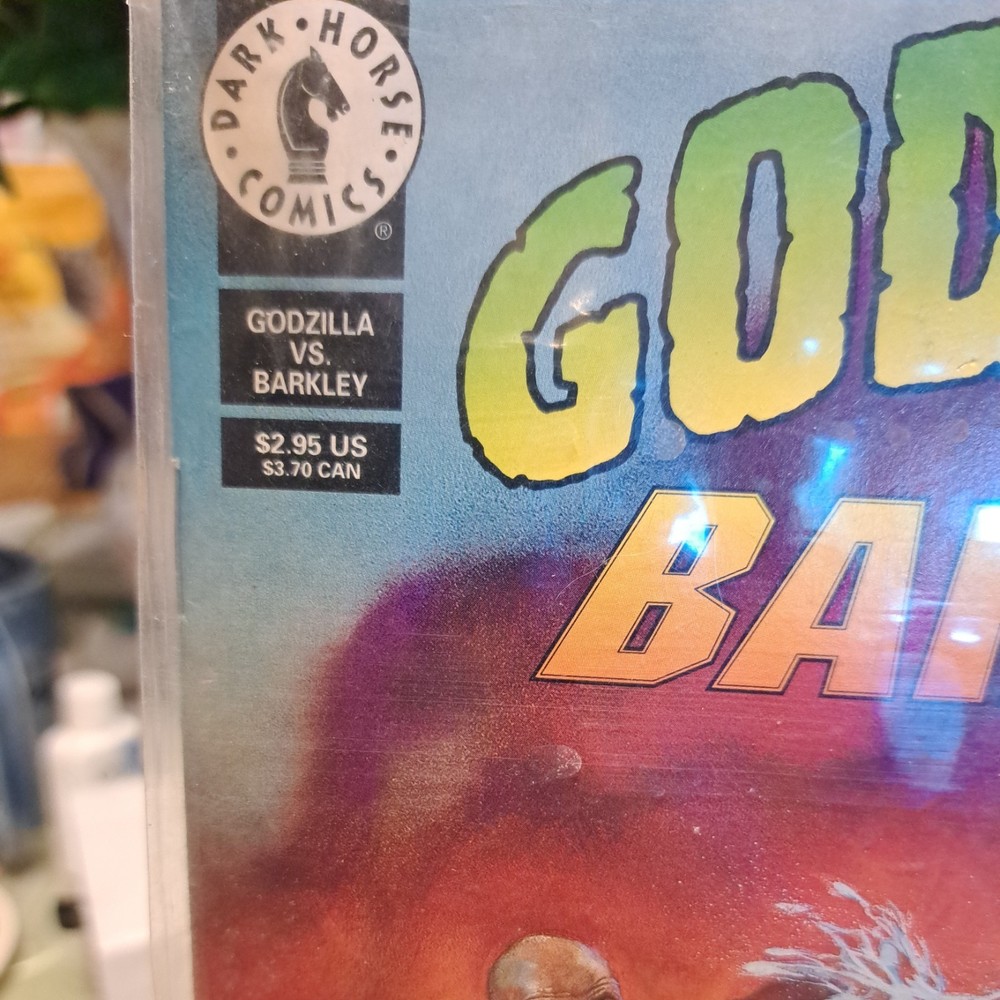 DARK • HORSE
• COMICS •
®
GODZILLA
VS.
BARKLEY
$2.95 US
$3.70 CAN
GOD
BA